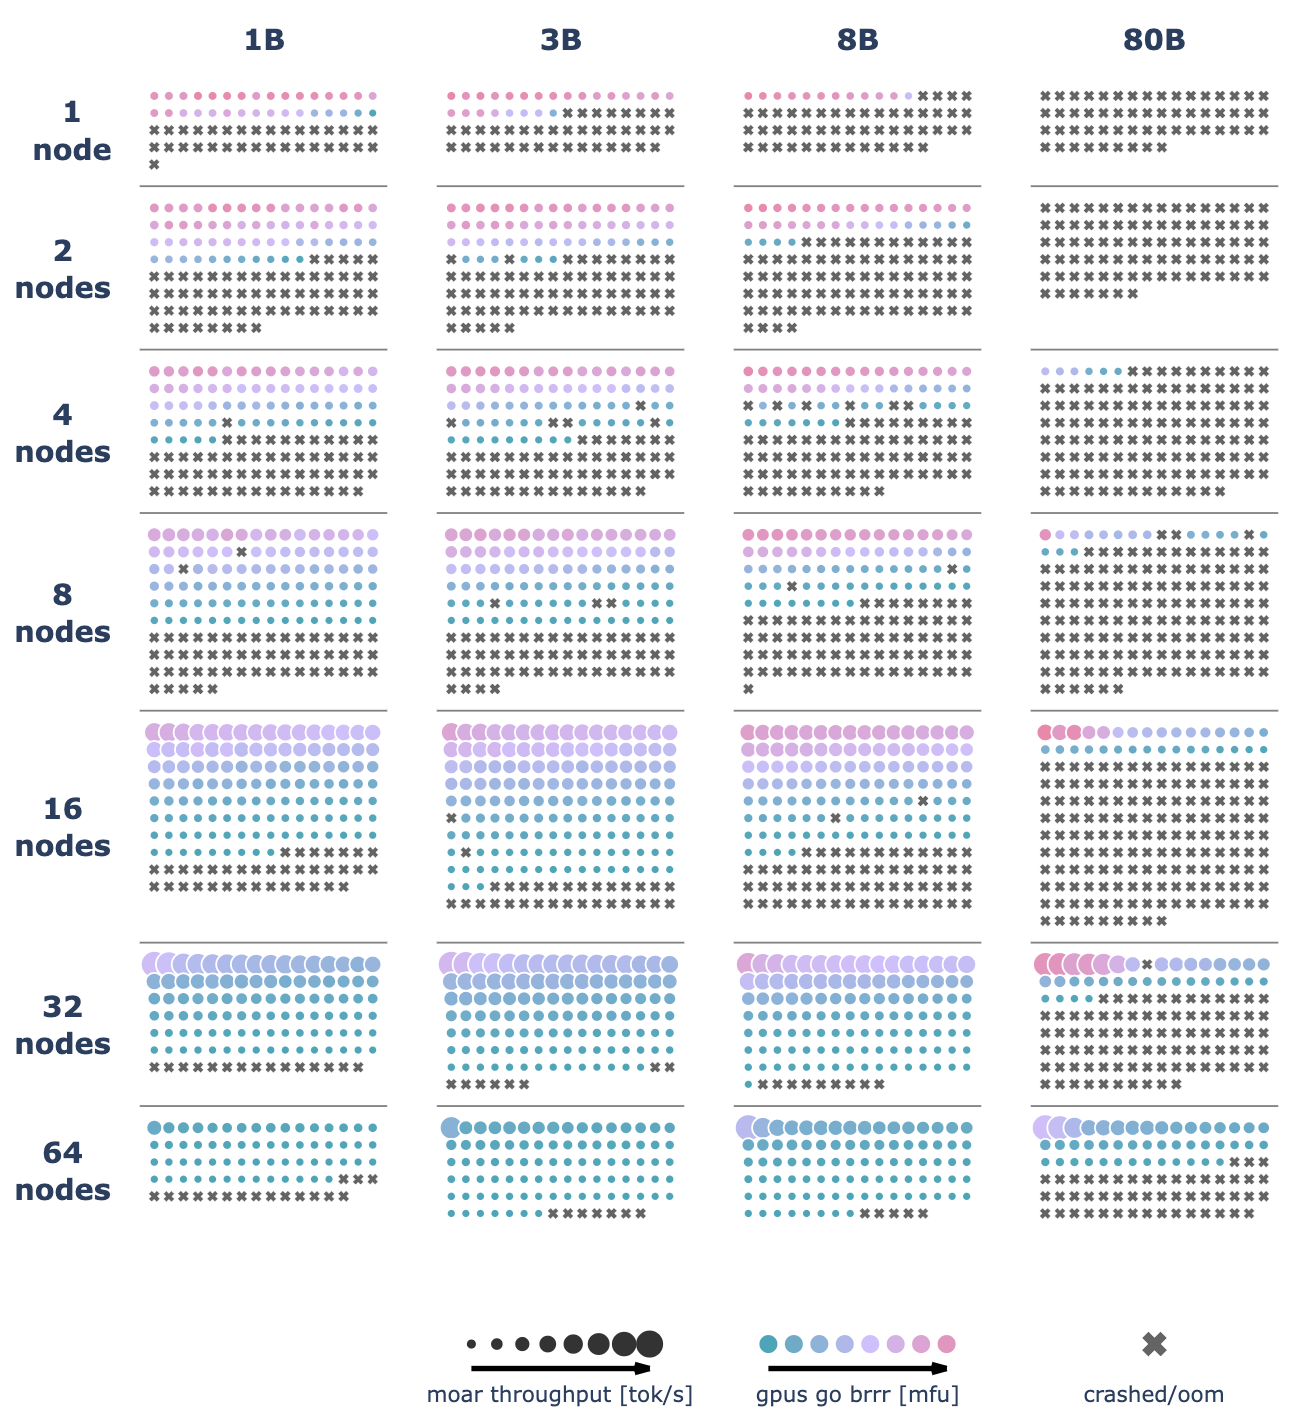 1B 3B 8B 80B
1
node
2
nodes
4
nodes
8
nodes
16
nodes
32
nodes
64
nodes
moar throughput [tok/s] gpus go brrr [mfu] crashed/oom